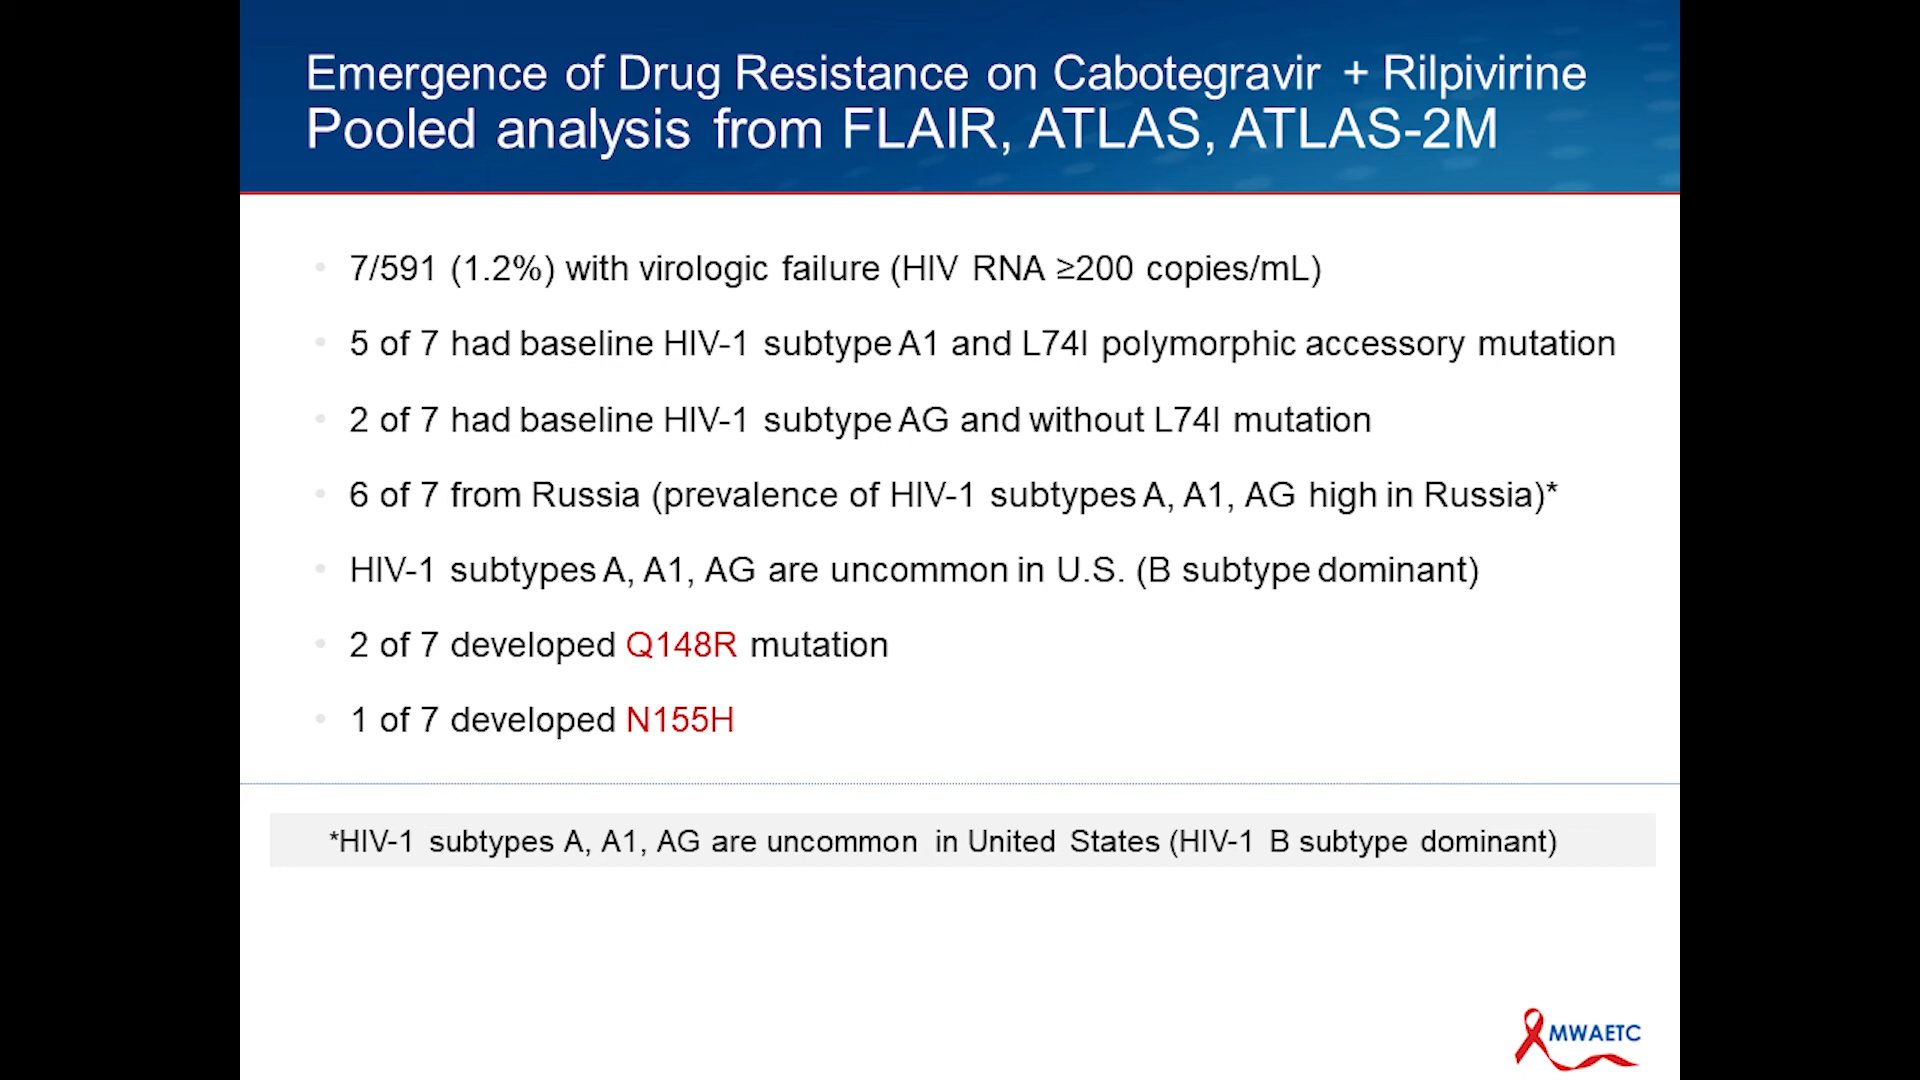 Emergence of Drug Resistance on Cabotegravir + Rilpivirine
Pooled analysis from FLAIR, ATLAS, ATLAS-2M
• 7/591 (1.2%) with virologic failure (HIV RNA ≥200 copies/mL)
• 5 of 7 had baseline HIV-1 subtype A1 and L74I polymorphic accessory mutation
• 2 of 7 had baseline HIV-1 subtype AG and without L74I mutation
• 6 of 7 from Russia (prevalence of HIV-1 subtypes A, A1, AG high in Russia)*
• HIV-1 subtypes A, A1, AG are uncommon in U.S. (B subtype dominant)
• 2 of 7 developed Q148R mutation
• 1 of 7 developed N155H
*HIV-1 subtypes A, A1, AG are uncommon in United States (HIV-1 B subtype dominant)
MWAETC